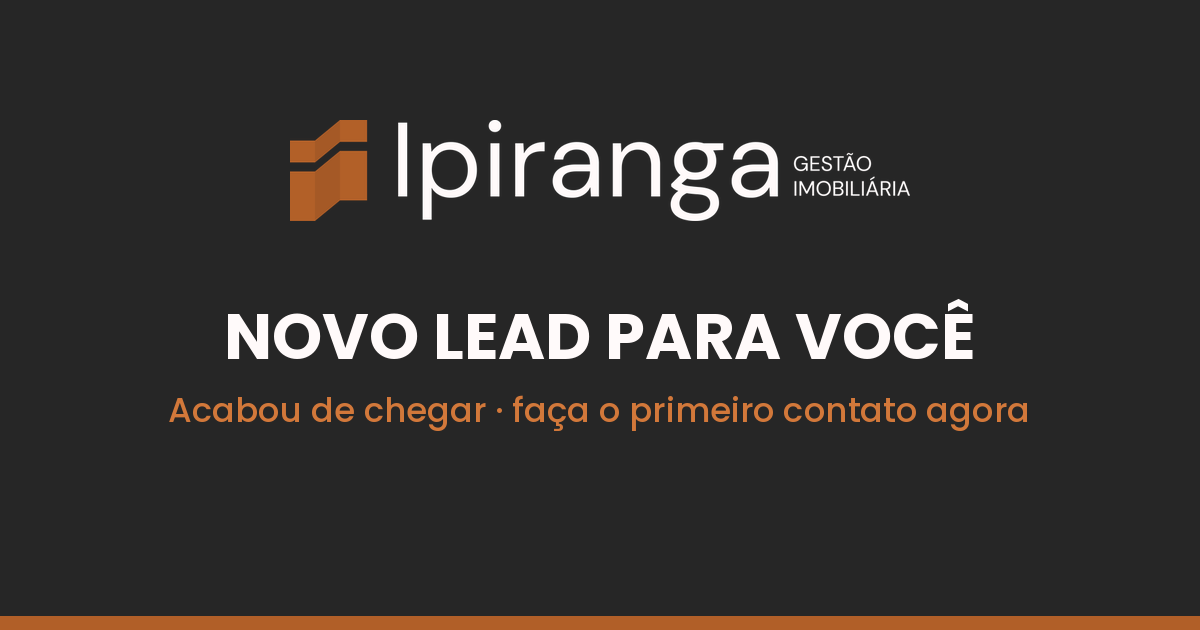 Ipiranga
GESTÃO
IMOBILIÁRIA
NOVO LEAD PARA VOCÊ
Acabou de chegar · faça o primeiro contato agora